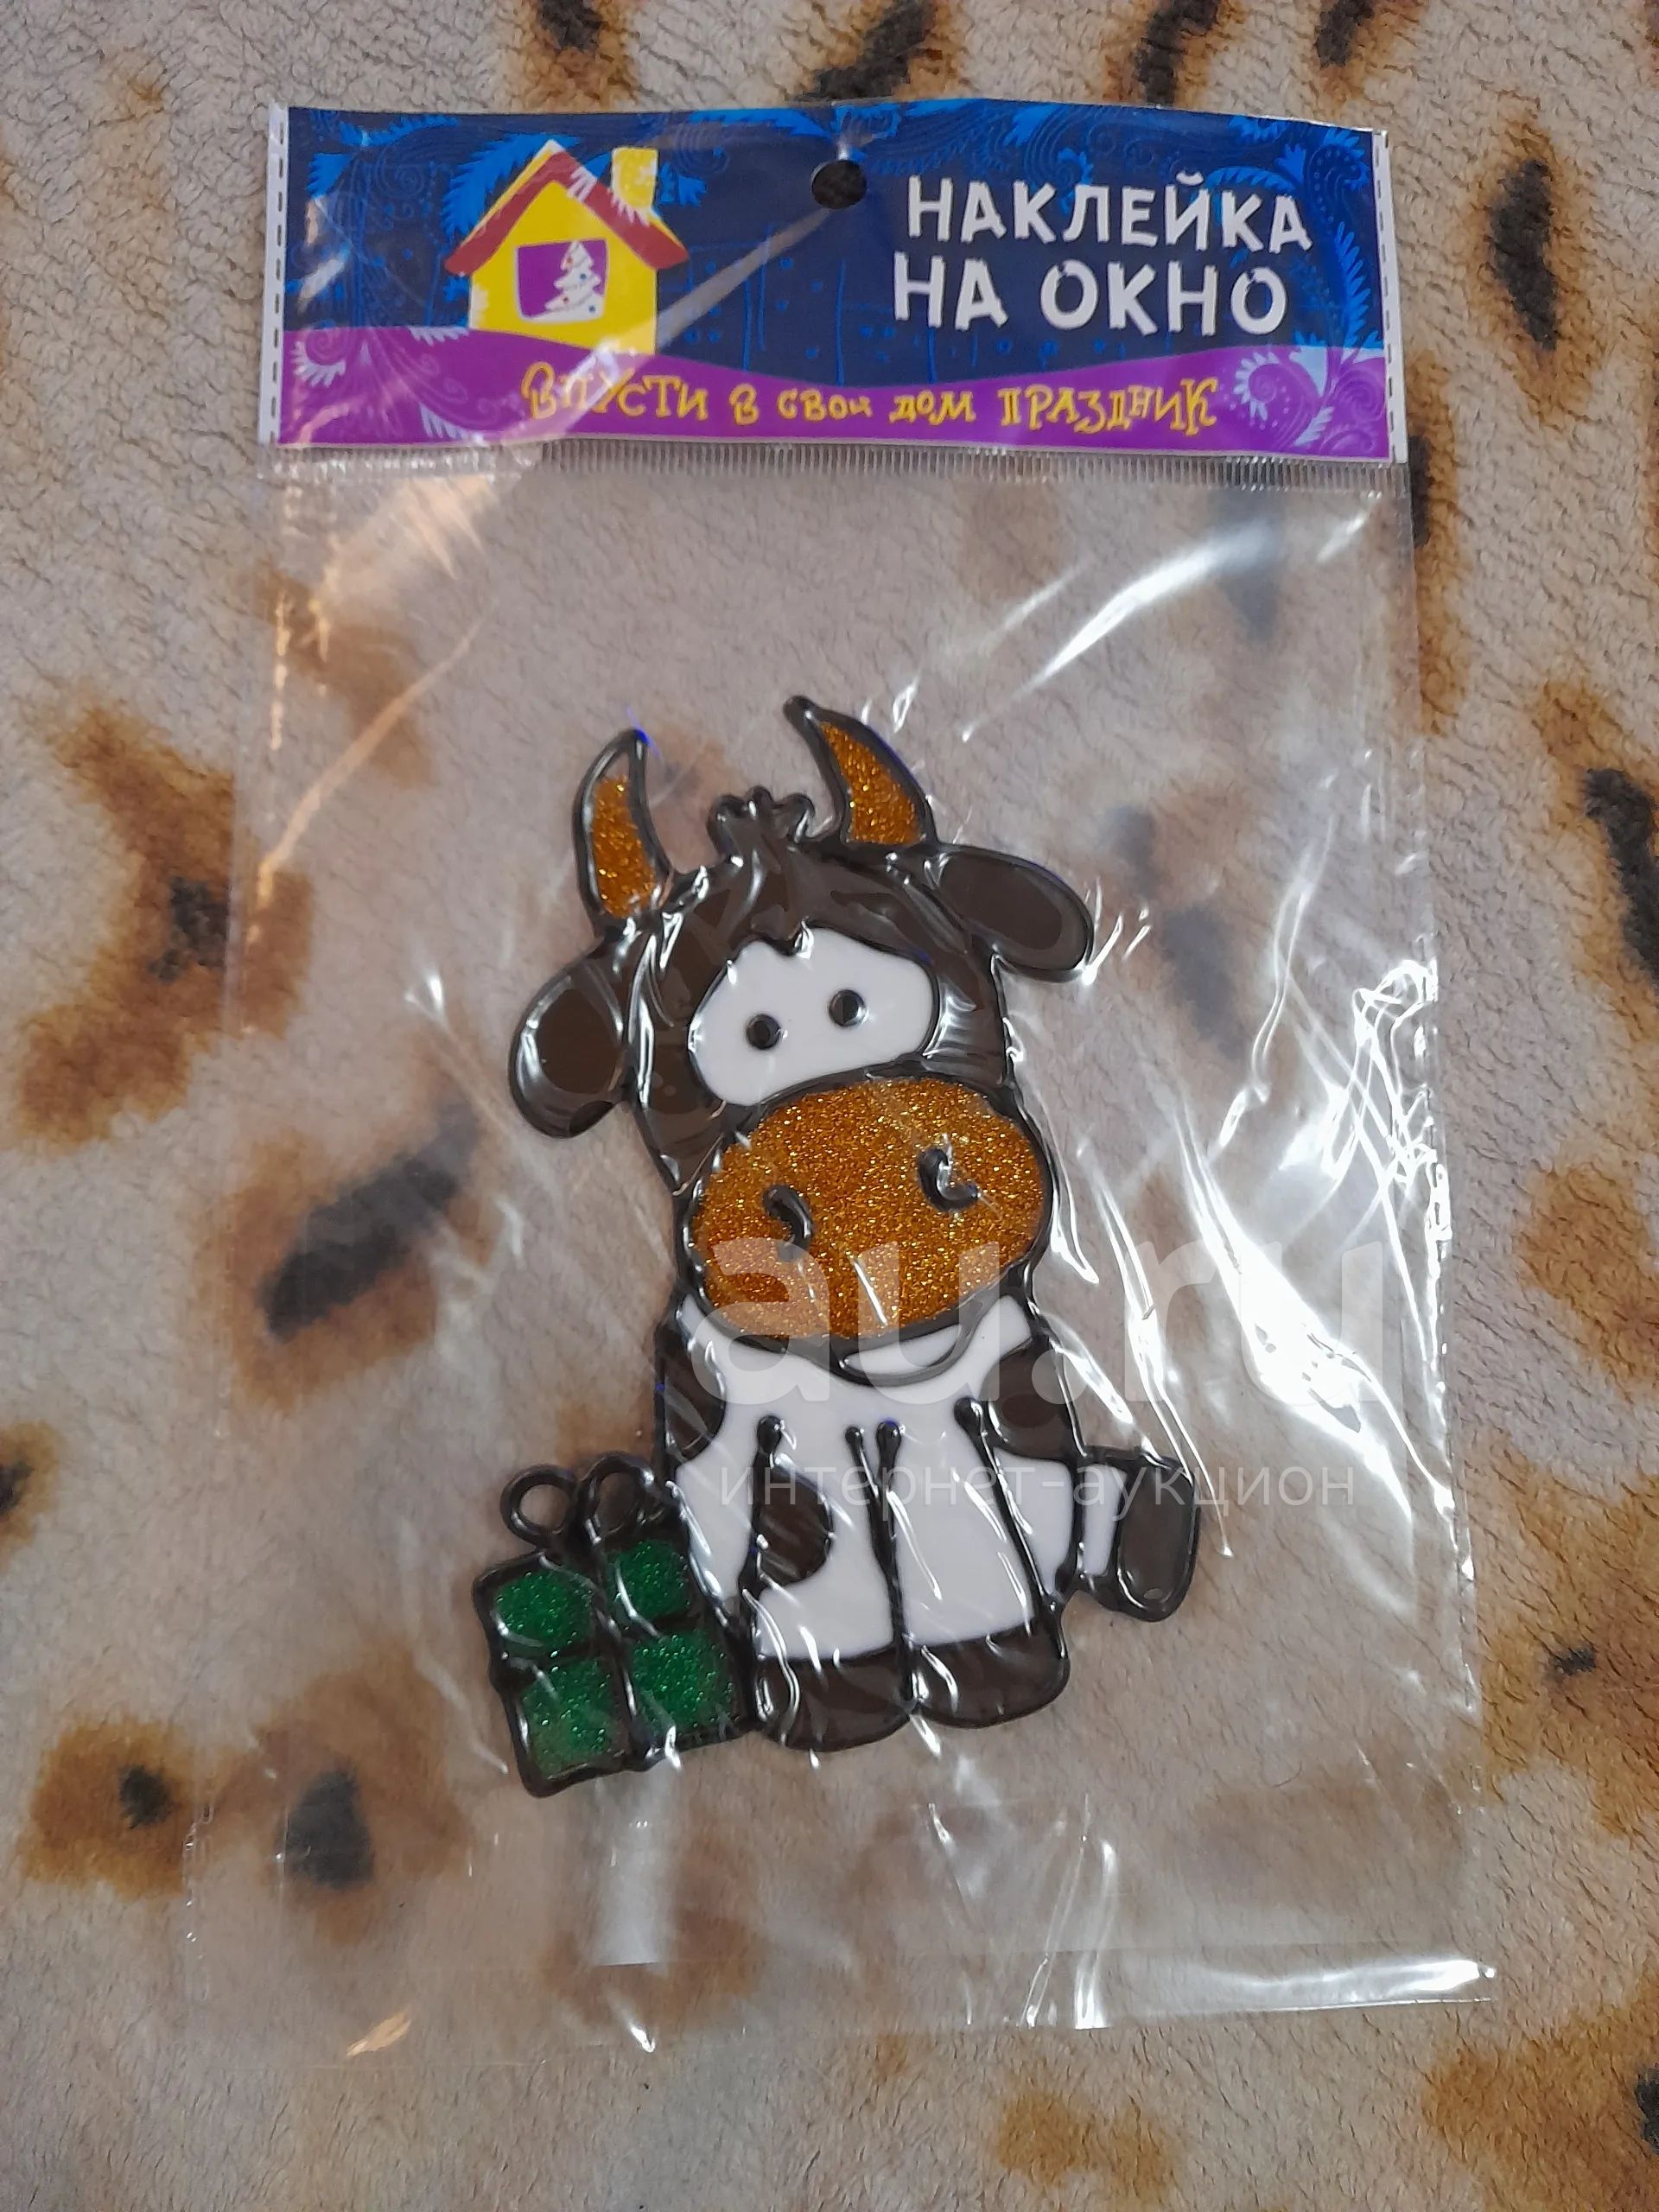 НАКЛЕЙКА
НА ОКНО
ВПУСТИ В СВОЙ ДОМ ПРАЗДНИК
au.ru
интернет-аукцион